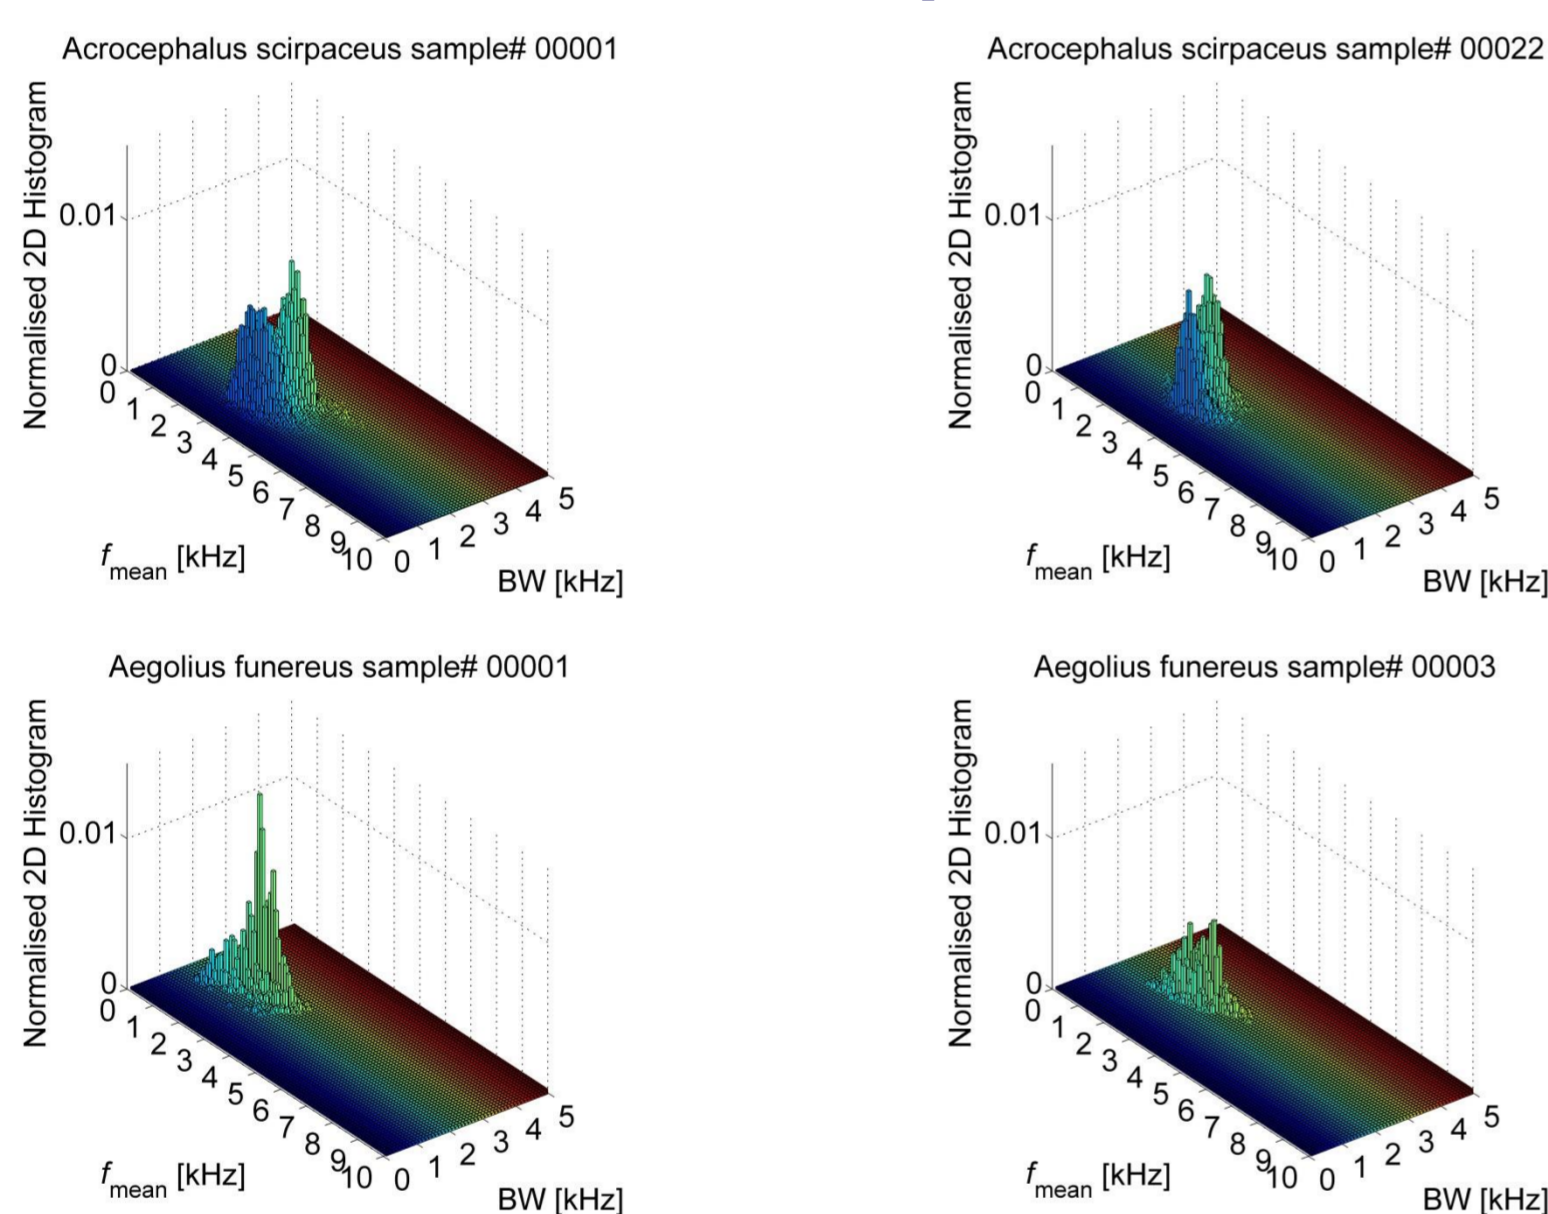 Acrocephalus scirpaceus sample# 00001
Normalised 2D Histogram
0.01
0
0 1 2 3 4 5 6 7 8 9 10
fmean [kHz]
0 1 2 3 4 5
BW [kHz]
Acrocephalus scirpaceus sample# 00022
Normalised 2D Histogram
0.01
0
0 1 2 3 4 5 6 7 8 9 10
fmean [kHz]
0 1 2 3 4 5
BW [kHz]
Aegolius funereus sample# 00001
Normalised 2D Histogram
0.01
0
0 1 2 3 4 5 6 7 8 9 10
fmean [kHz]
0 1 2 3 4 5
BW [kHz]
Aegolius funereus sample# 00003
Normalised 2D Histogram
0.01
0
0 1 2 3 4 5 6 7 8 9 10
fmean [kHz]
0 1 2 3 4 5
BW [kHz]